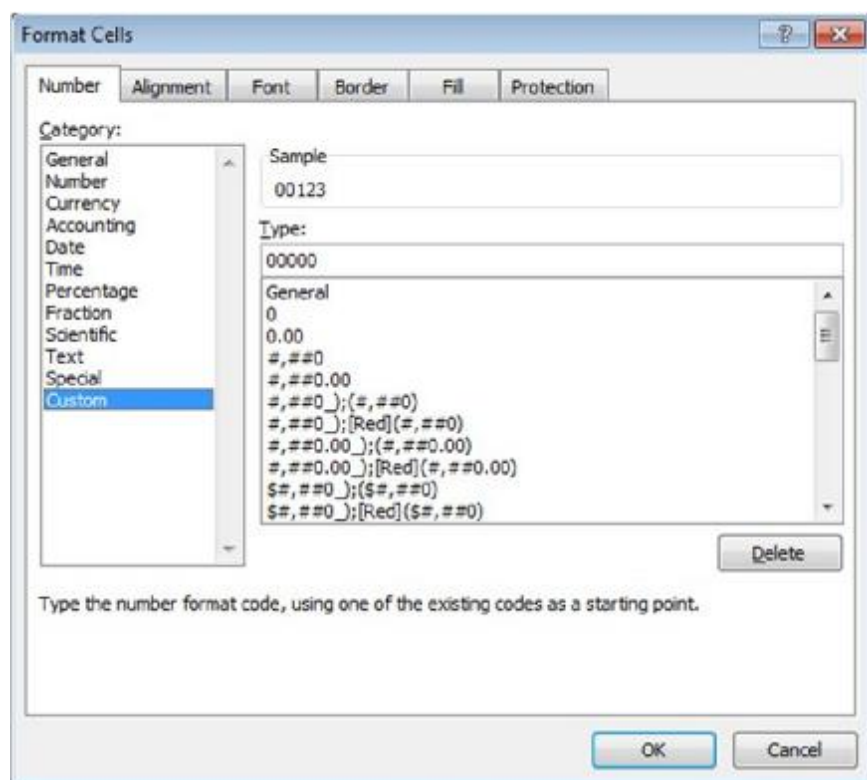 Format Cells
Number Alignment Font Border Fill Protection
Category:
General
Number
Currency
Accounting
Date
Time
Percentage
Fraction
Scientific
Text
Special
Custom
Sample
00123
Type:
00000
General
0
0.00
#,##0
#,##0.00
#,##0_);(#,##0)
#,##0_);[Red](#,##0)
#,##0.00_);(#,##0.00)
#,##0.00_);[Red](#,##0.00)
$#,##0_);($#,##0)
$#,##0_);[Red]($#,##0)
Delete
Type the number format code, using one of the existing codes as a starting point.
OK Cancel